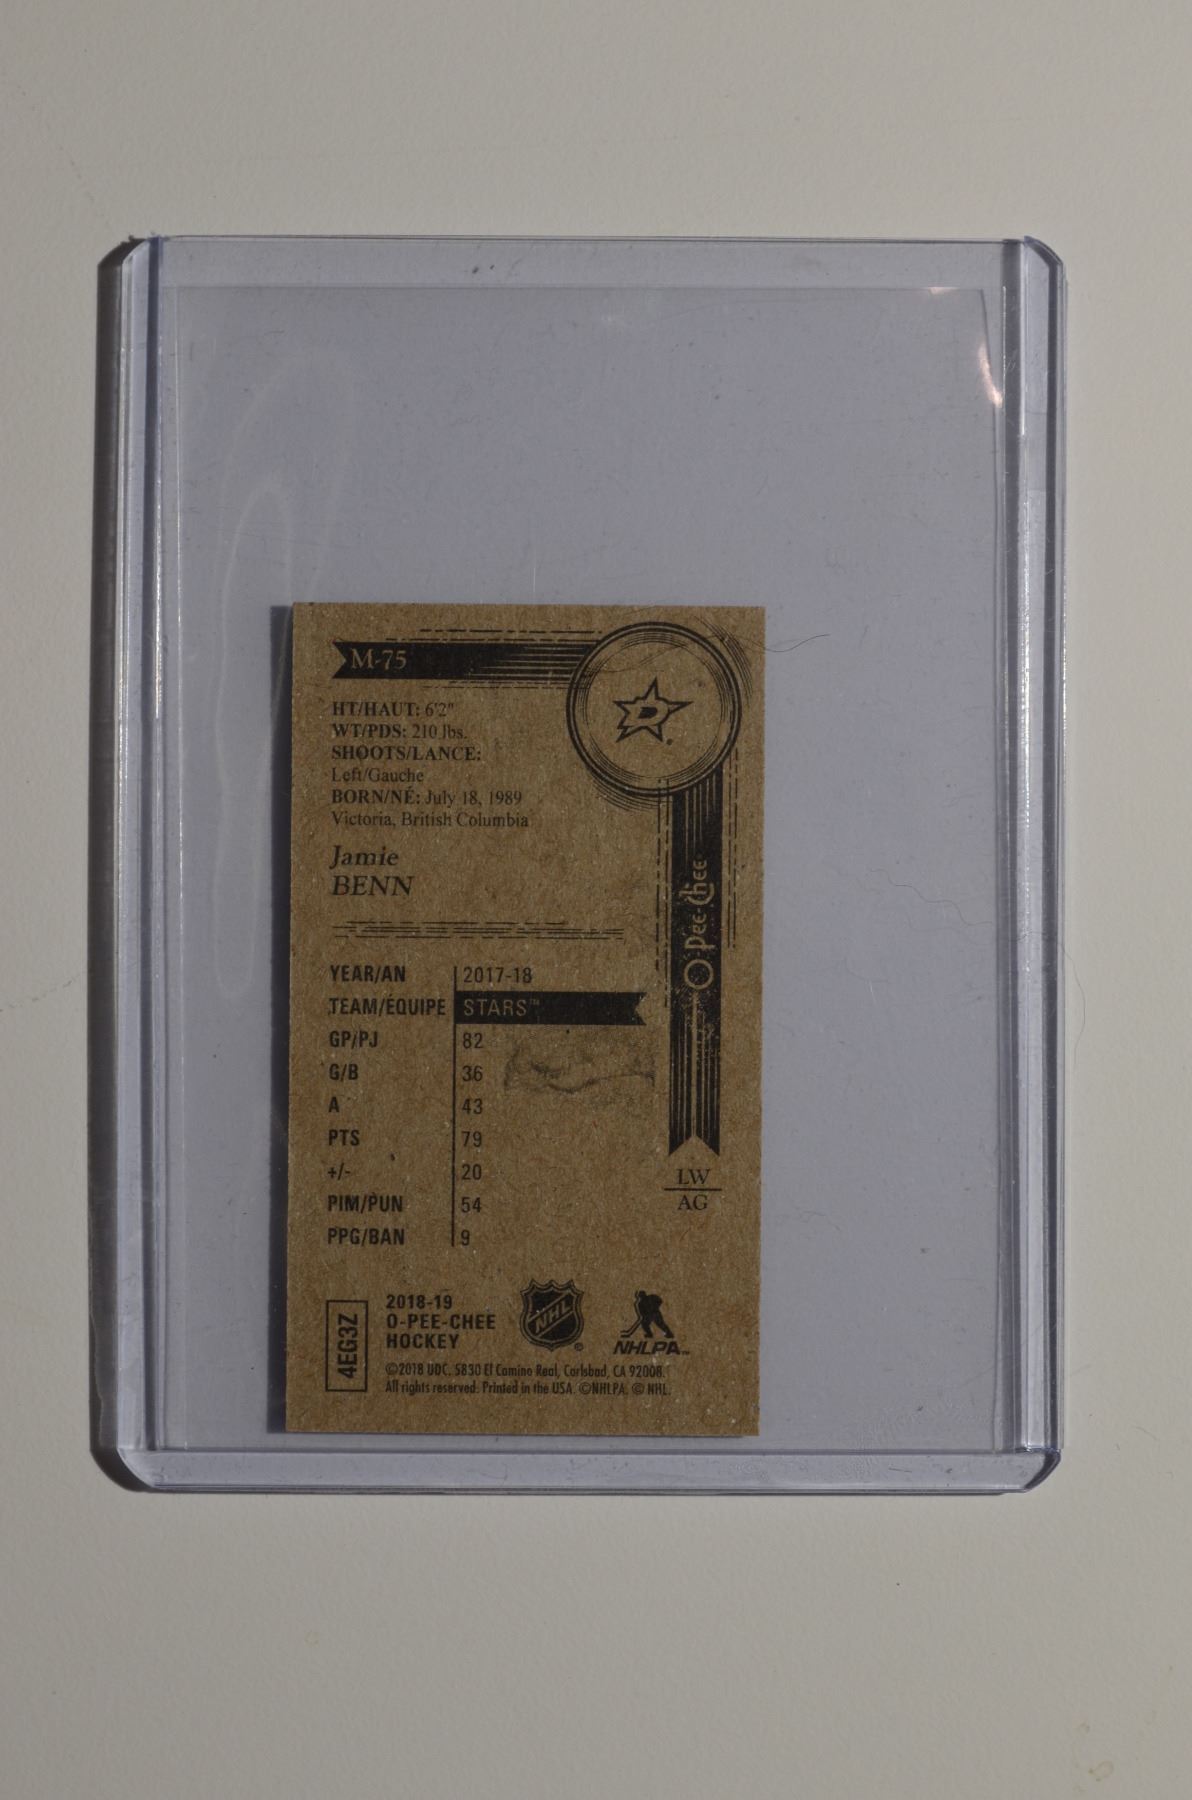 M-75
HT/HAUT: 6'2"
WT/PDS: 210 lbs.
SHOOTS/LANCE:
Left/Gauche
BORN/NÉ: July 18, 1989
Victoria, British Columbia
Jamie
BENN
D
O-Pee-Chee
YEAR/AN 2017-18
TEAM/ÉQUIPE STARS™
GP/PJ 82
G/B 36
A 43
PTS 79
+/- 20
PIM/PUN 54
PPG/BAN 9
LW
AG
4EG3Z
2018-19
O-PEE-CHEE
HOCKEY
NHL®
NHLPA™
©2018 UDC. 5830 El Camino Real, Carlsbad, CA 92008.
All rights reserved. Printed in the USA. ©NHLPA. © NHL.